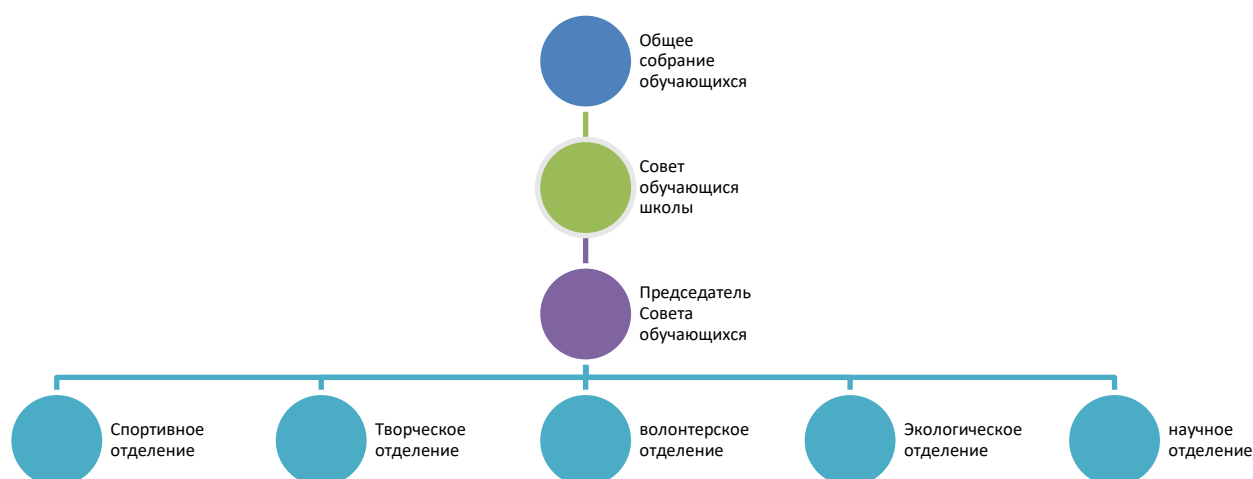 Общее
собрание
обучающихся
Совет
обучающися
школы
Председатель
Совета
обучающихся
Спортивное
отделение
Творческое
отделение
волонтерское
отделение
Экологическое
отделение
научное
отделение